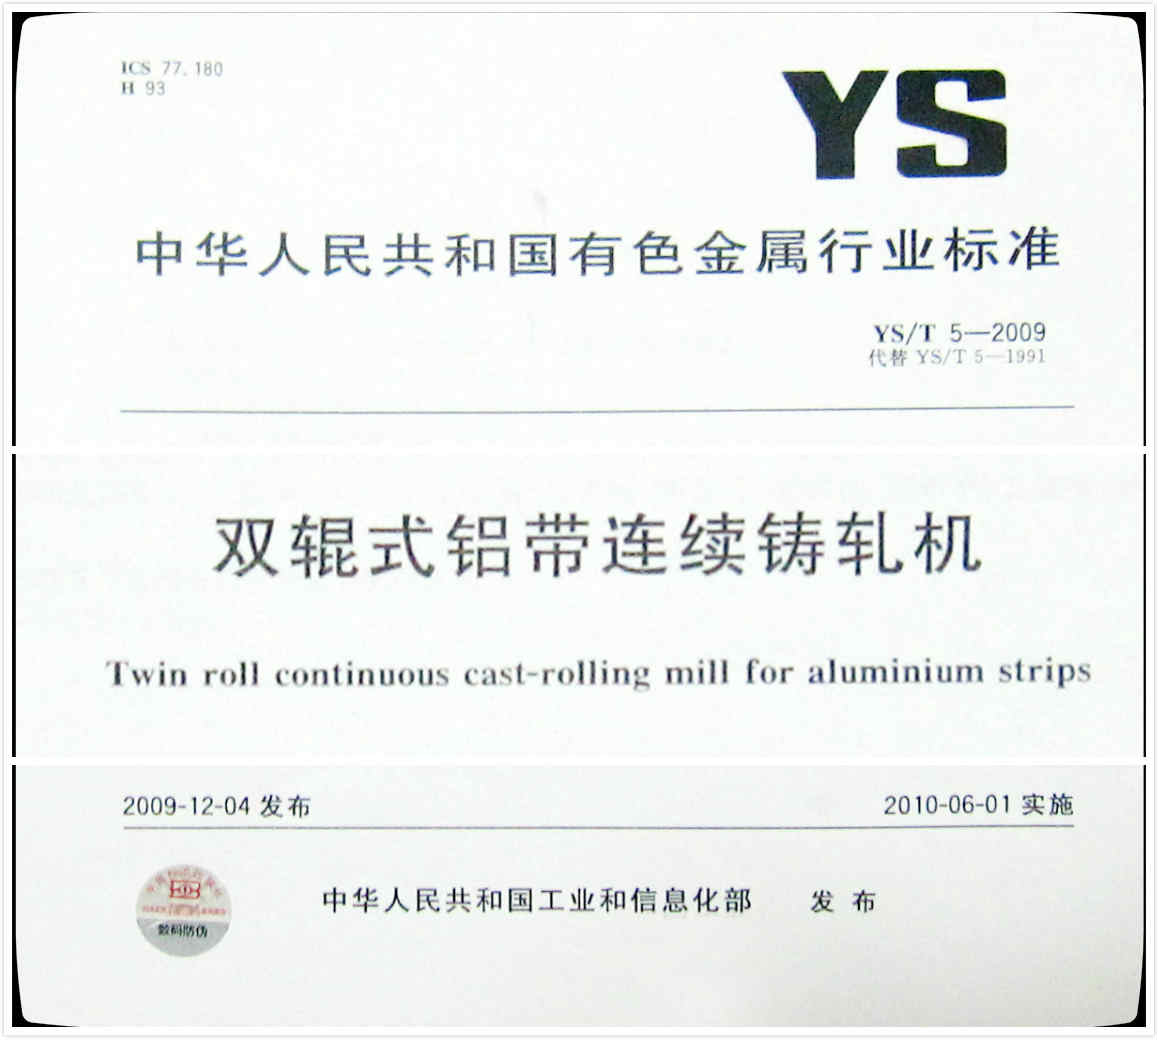 ICS 77.180
H 93
YS
中华人民共和国有色金属行业标准
YS/T 5—2009
代替 YS/T 5—1991
双辊式铝带连续铸轧机
Twin roll continuous cast-rolling mill for aluminium strips
2009-12-04 发布
2010-06-01 实施
中华人民共和国工业和信息化部 发布
数码防伪